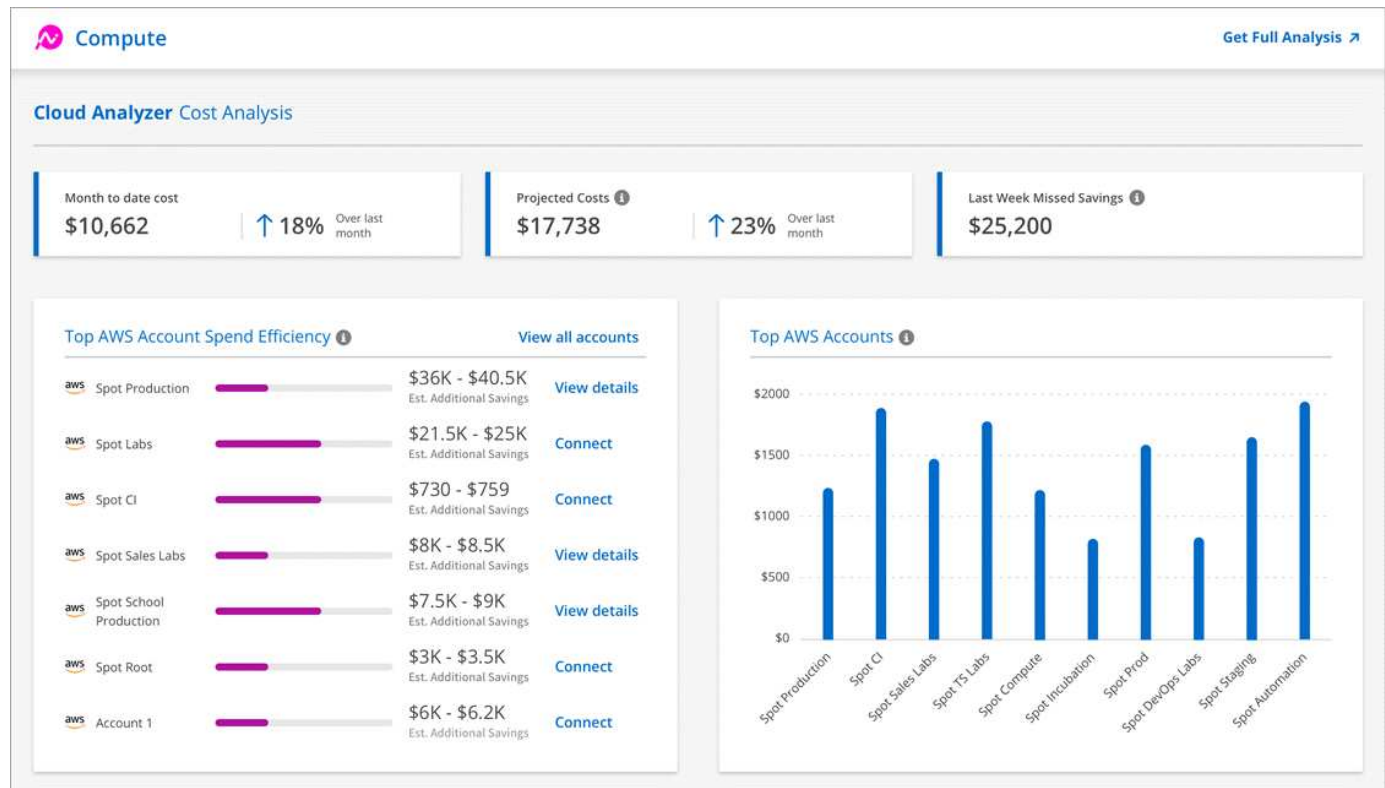 Compute
Get Full Analysis
Cloud Analyzer Cost Analysis
Month to date cost
$10,662
18%
Over last
month
Projected Costs
$17,738
23%
Over last
month
Last Week Missed Savings
$25,200
Top AWS Account Spend Efficiency
View all accounts
aws
Spot Production
$36K - $40.5K
Est. Additional Savings
View details
aws
Spot Labs
$21.5K - $25K
Est. Additional Savings
Connect
aws
Spot CI
$730 - $759
Est. Additional Savings
Connect
aws
Spot Sales Labs
$8K - $8.5K
Est. Additional Savings
View details
aws
Spot School
Production
$7.5K - $9K
Est. Additional Savings
View details
aws
Spot Root
$3K - $3.5K
Est. Additional Savings
Connect
aws
Account 1
$6K - $6.2K
Est. Additional Savings
Connect
Top AWS Accounts
$2000
$1500
$1000
$500
$0
Spot Production
Spot CI
Spot Sales Labs
Spot TS Labs
Spot Compute
Spot Incubation
Spot Prod
Spot DevOps Labs
Spot Staging
Spot Automation